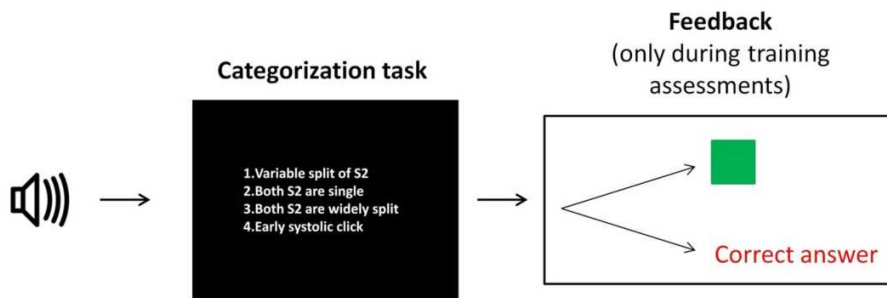 Categorization task
1.Variable split of S2
2.Both S2 are single
3.Both S2 are widely split
4.Early systolic click
Feedback
(only during training
assessments)
Correct answer